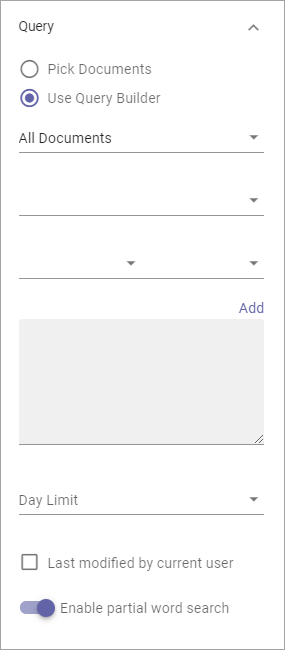 Query
Pick Documents
Use Query Builder
All Documents
Add
Day Limit
Last modified by current user
Enable partial word search